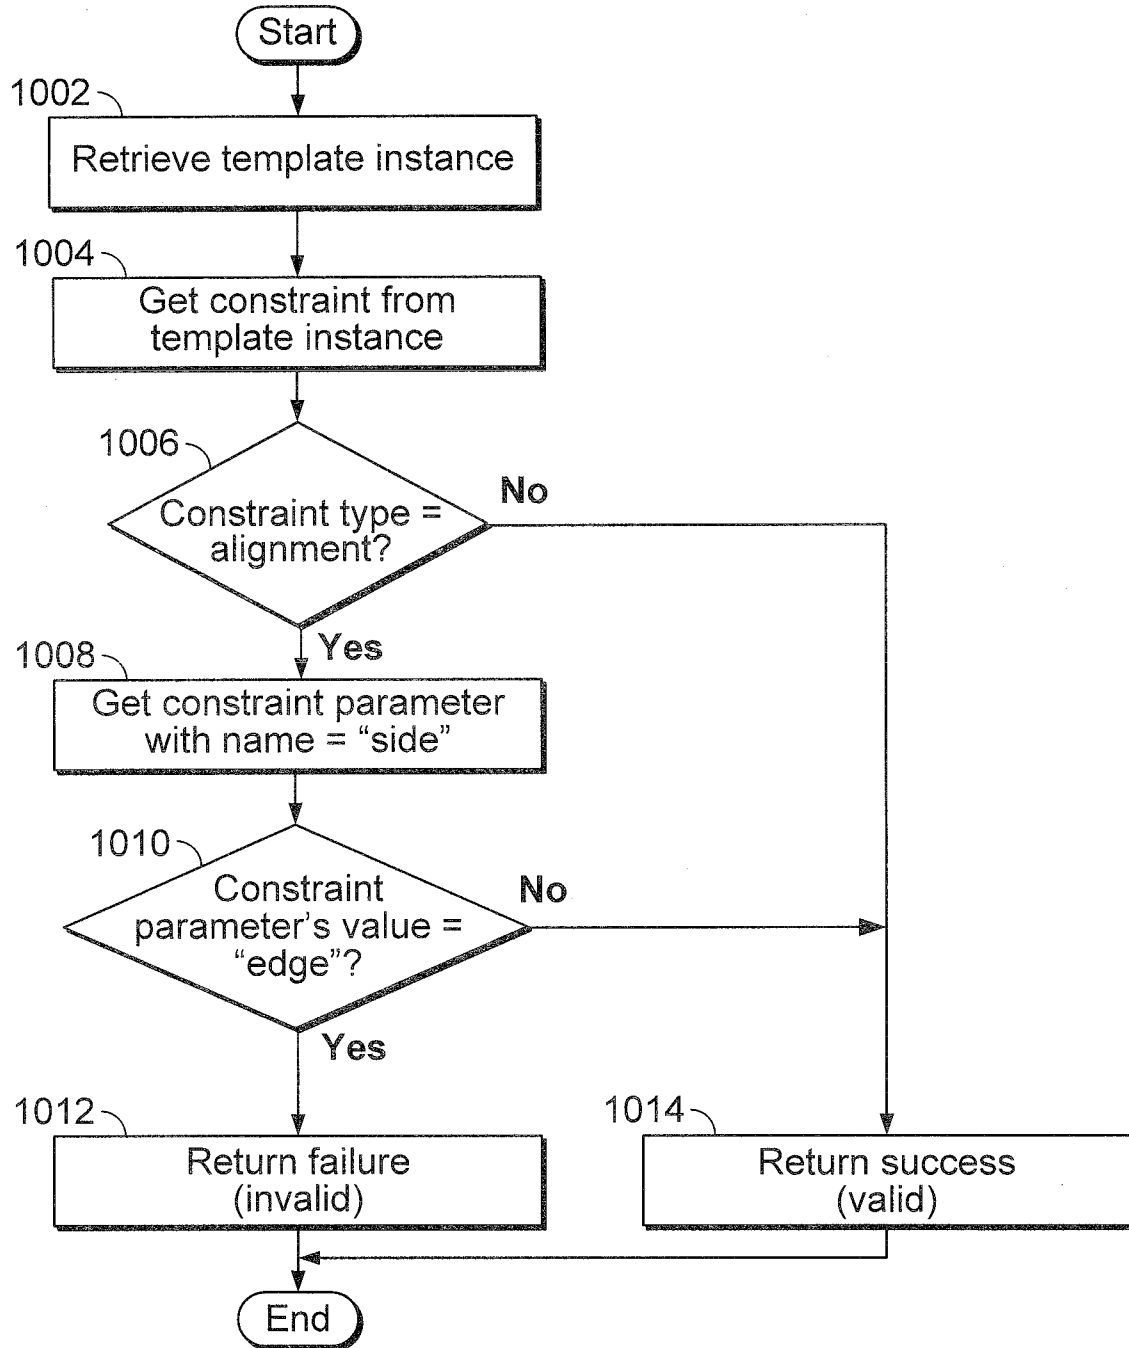 Start
1002
Retrieve template instance
1004
Get constraint from
template instance
1006
No
Constraint type =
alignment?
Yes
1008
Get constraint parameter
with name = “side”
1010
Constraint
No
parameter’s value =
“edge”?
Yes
1012
1014
Return failure
(invalid)
Return success
(valid)
End